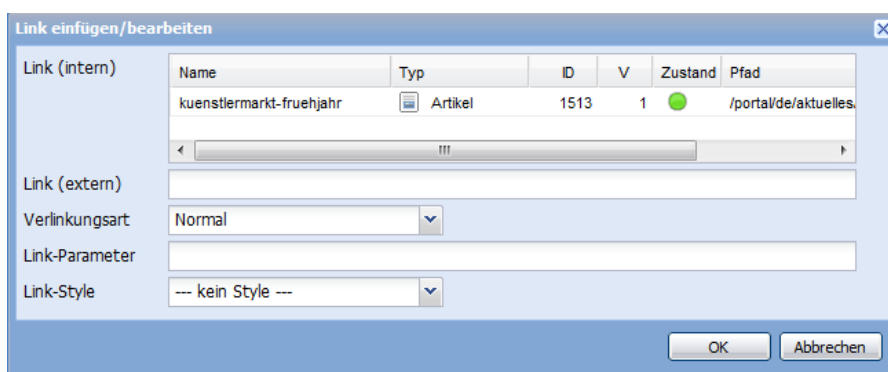 Link einfügen/bearbeiten
Link (intern)
Name Typ ID V Zustand Pfad
kuenstlermarkt-fruehjahr Artikel 1513 1 /portal/de/aktuelles/
Link (extern)
Verlinkungsart Normal
Link-Parameter
Link-Style --- kein Style ---
OK Abbrechen